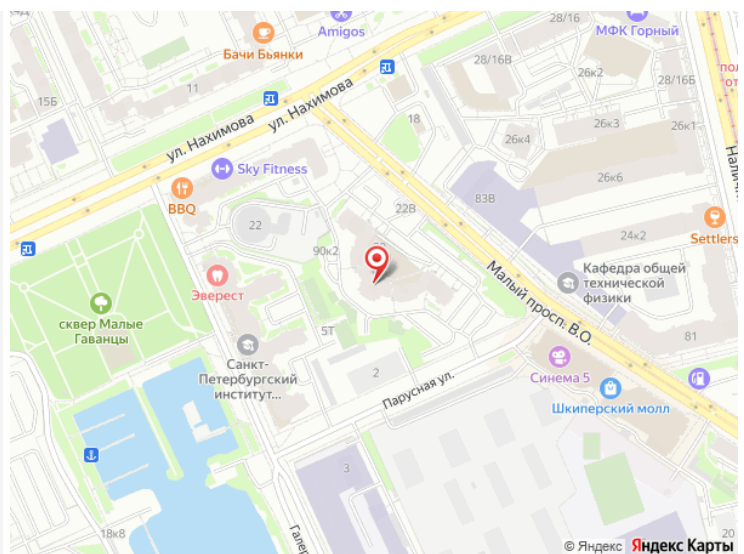 28/16
МФК Горный
Amigos
Бачи Бьянки
28/16В
26к2
28/16Б
15Б
ул. Нахимова
ул. Нахимова
18
26к4
26к3
26к1
Sky Fitness
BBQ
83В
26к6
22В
22
24к2
Settlers
90к2
Кафедра общей
технической
физики
Эверест
Малый просп. В.О.
сквер Малые
Гаванцы
5Т
81
Санкт-
Петербургский
институт...
2
Парусная ул.
Синема 5
Шкиперский молл
3
18к8
20
© Яндекс Яндекс Карты